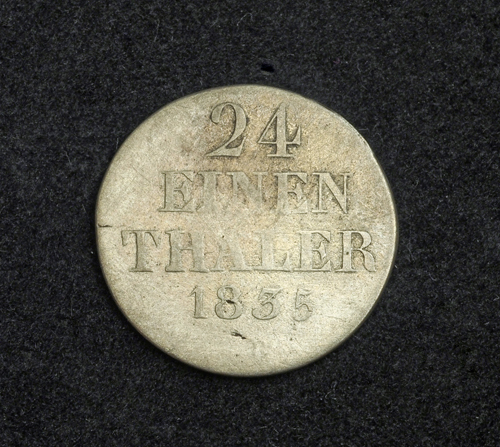 24
EINEN
THALER
1835